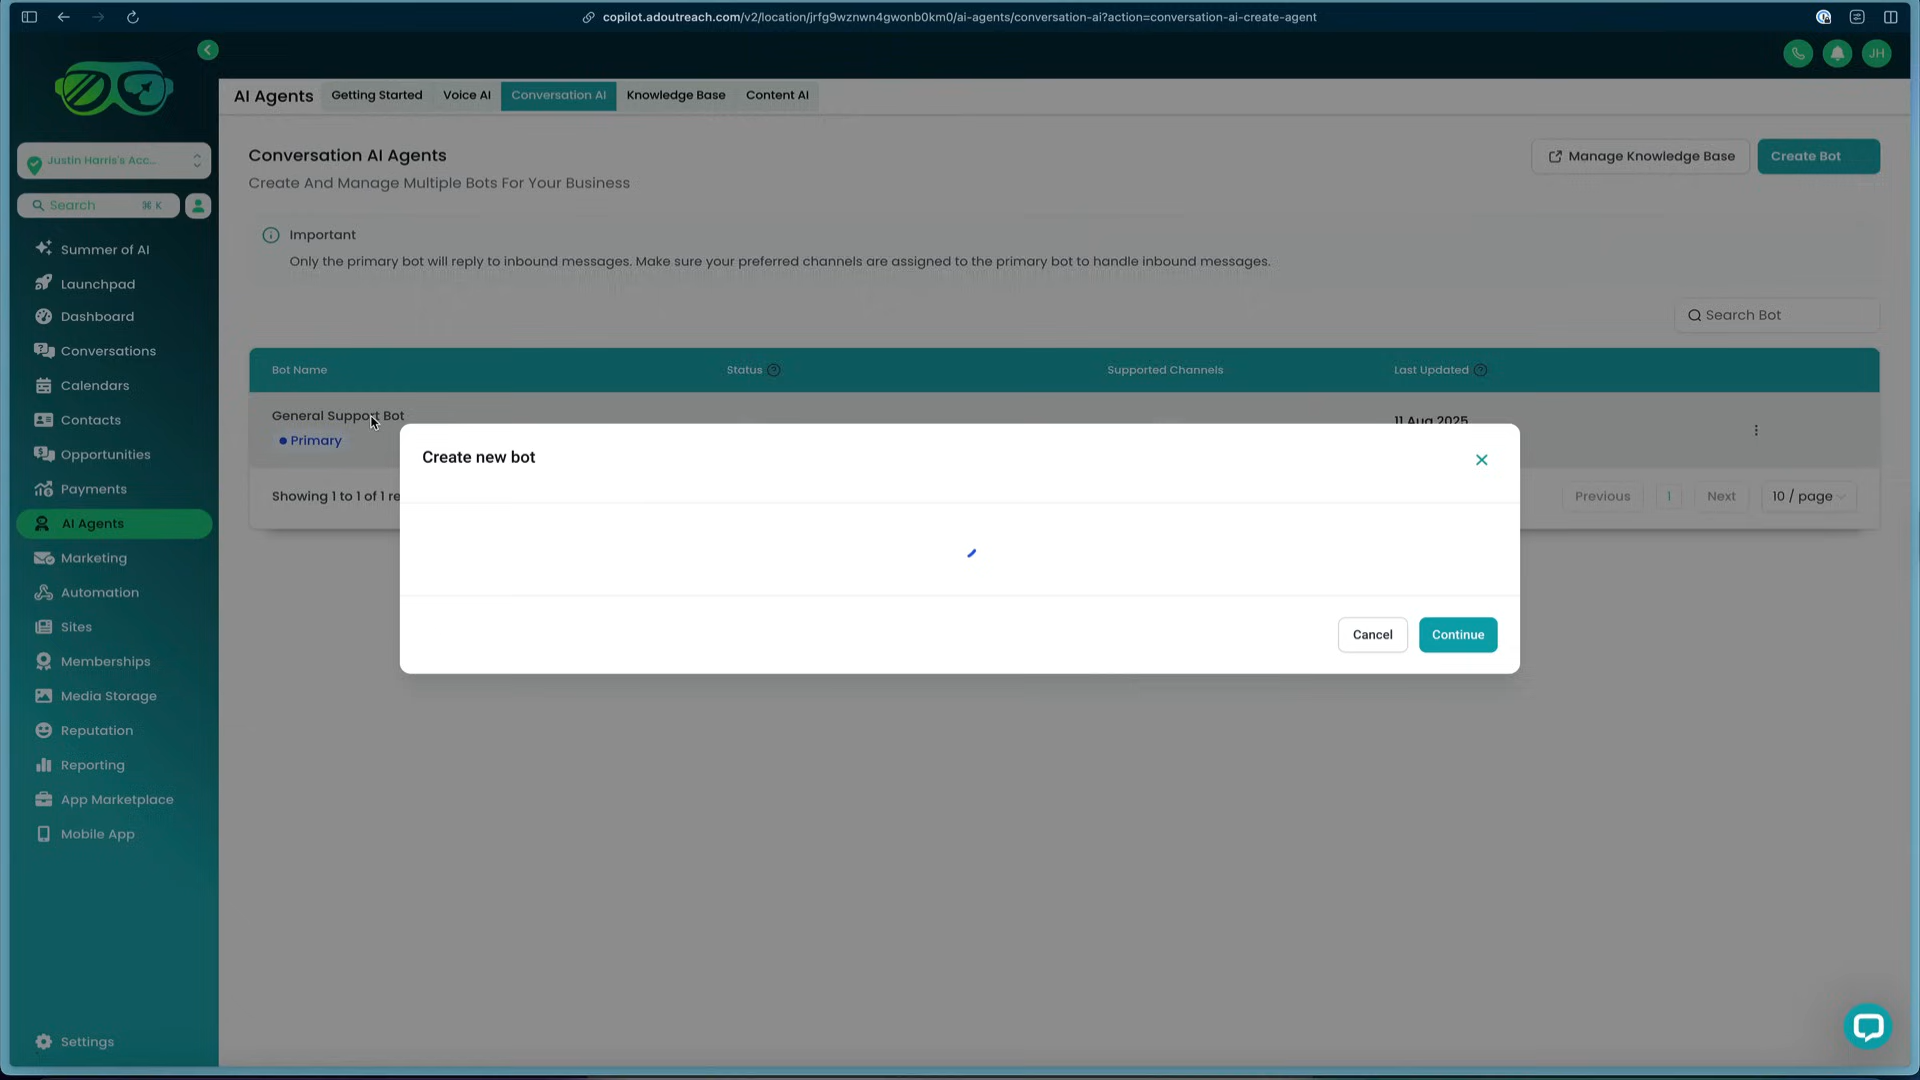 copilot.adoutreach.com/v2/location/jrfg9wznwn4gwonb0km0/ai-agents/conversation-ai?action=conversation-ai-create-agent
JH
AI Agents
Getting Started
Voice AI
Conversation AI
Knowledge Base
Content AI
Justin Harris's Acc...
Search
⌘ K
Summer of AI
Launchpad
Dashboard
Conversations
Calendars
Contacts
Opportunities
Payments
AI Agents
Marketing
Automation
Sites
Memberships
Media Storage
Reputation
Reporting
App Marketplace
Mobile App
Settings
Conversation AI Agents
Create And Manage Multiple Bots For Your Business
Manage Knowledge Base
Create Bot
Important
Only the primary bot will reply to inbound messages. Make sure your preferred channels are assigned to the primary bot to handle inbound messages.
Search Bot
Bot Name
Status
Supported Channels
Last Updated
General Support Bot
Primary
11 Aug 2025
Showing 1 to 1 of 1 re
Previous
1
Next
10 / page
Create new bot
Cancel
Continue